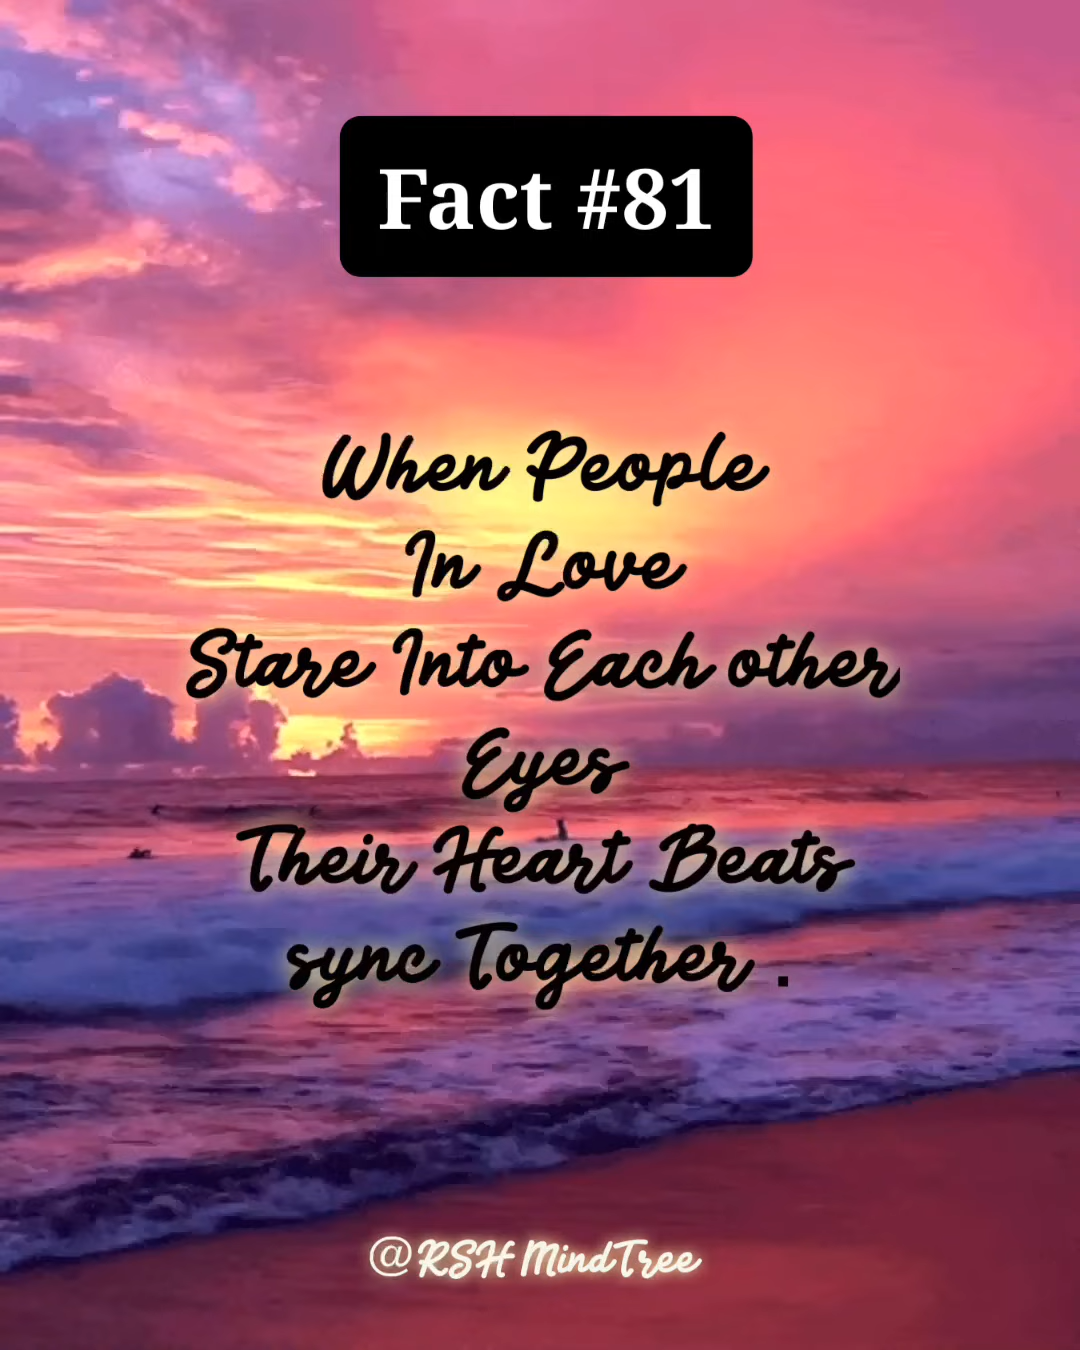 Fact #81
When People
In Love
Stare Into Each other
Eyes
Their Heart Beats
sync Together .
@RSH MindTree